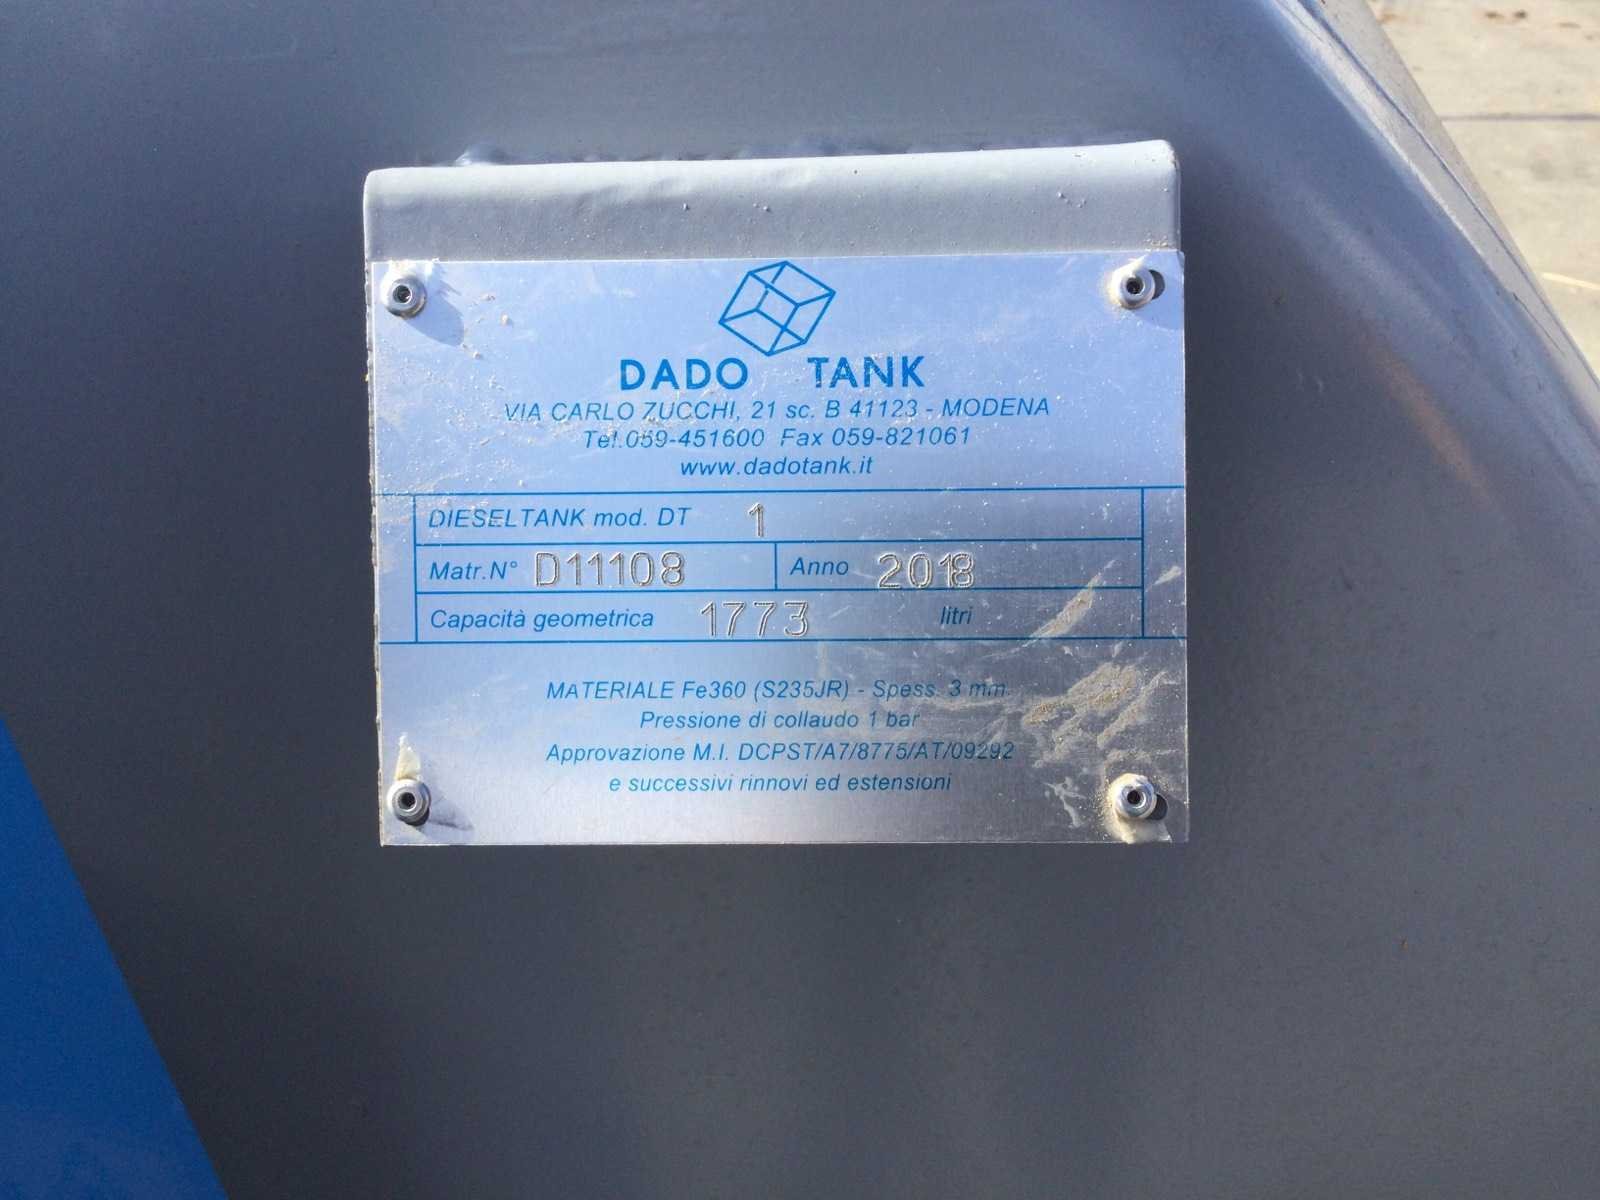 DADO TANK
VIA CARLO ZUCCHI, 21 sc. B 41123 - MODENA
Tel.059-451600 Fax 059-821061
www.dadotank.it
DIESELTANK mod. DT 1
Matr.N° D11108 Anno 2018
Capacità geometrica 1773 litri
MATERIALE Fe360 (S235JR) - Spess. 3 mm.
Pressione di collaudo 1 bar
Approvazione M.I. DCPST/A7/8775/AT/09292
e successivi rinnovi ed estensioni